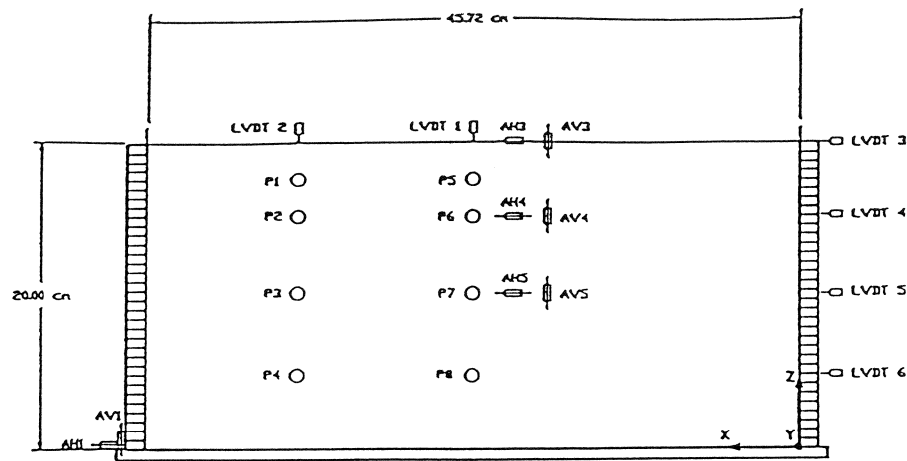 45.72 cm
LVDT 2
LVDT 1
AH3
AV3
LVDT 3
P1
P5
P2
P6
AH4
AV4
LVDT 4
20.00 cm
P3
P7
AH5
AV5
LVDT 5
P4
P8
Z
LVDT 6
AV1
AH1
X
Y